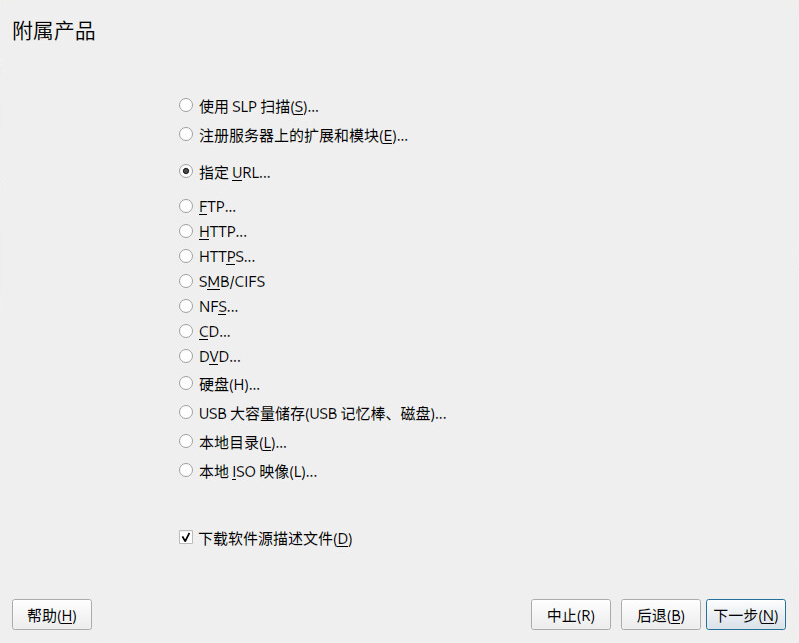 附属产品
使用 SLP 扫描(S)...
注册服务器上的扩展和模块(E)...
指定 URL...
FTP...
HTTP...
HTTPS...
SMB/CIFS
NFS...
CD...
DVD...
硬盘(H)...
USB 大容量储存(USB 记忆棒、磁盘)...
本地目录(L)...
本地 ISO 映像(L)...
下载软件源描述文件(D)
帮助(H) 中止(R) 后退(B) 下一步(N)